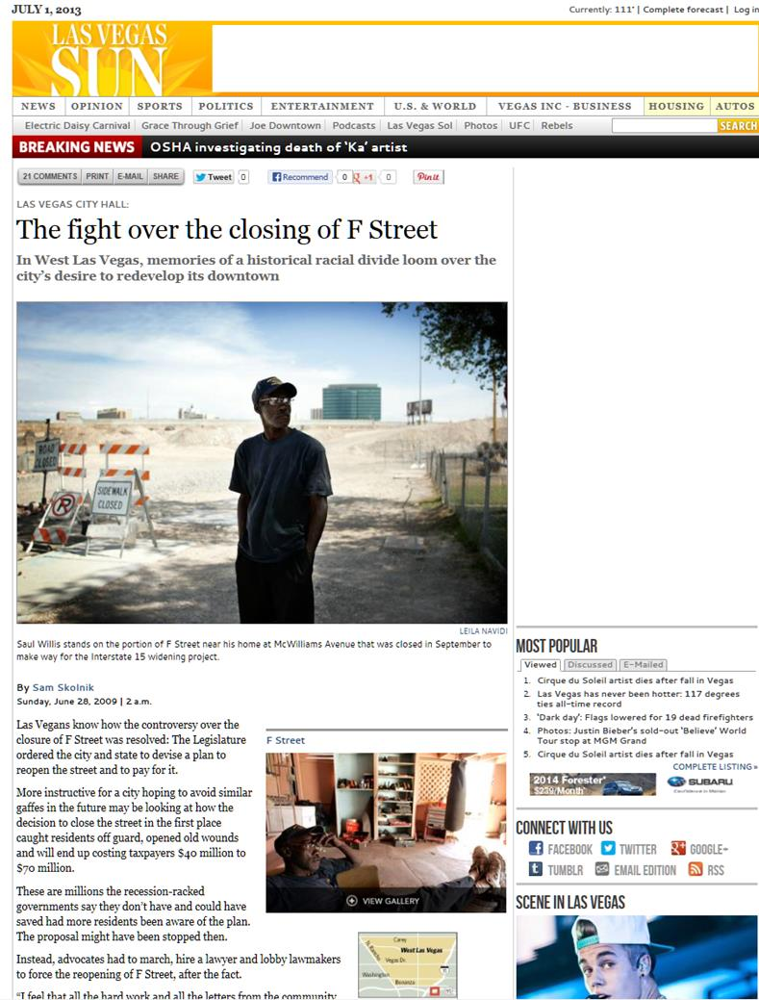 JULY 1, 2013
Currently: 111° | Complete forecast | Log in
LAS VEGAS
SUN
NEWS OPINION SPORTS POLITICS ENTERTAINMENT U.S. & WORLD VEGAS INC - BUSINESS HOUSING AUTOS
Electric Daisy Carnival Grace Through Grief Joe Downtown Podcasts Las Vegas Sol Photos UFC Rebels SEARCH
BREAKING NEWS OSHA investigating death of ‘Ka’ artist
21 COMMENTS PRINT E-MAIL SHARE Tweet 0 Recommend 0 +1 0 Pin it
LAS VEGAS CITY HALL:
The fight over the closing of F Street
In West Las Vegas, memories of a historical racial divide loom over the
city’s desire to redevelop its downtown
ROAD
CLOSED
SIDEWALK
CLOSED
LEILA NAVIDI
Saul Willis stands on the portion of F Street near his home at McWilliams Avenue that was closed in September to
make way for the Interstate 15 widening project.
By Sam Skolnik
Sunday, June 28, 2009 | 2 a.m.
Las Vegans know how the controversy over the
closure of F Street was resolved: The Legislature
ordered the city and state to devise a plan to
reopen the street and to pay for it.
More instructive for a city hoping to avoid similar
gaffes in the future may be looking at how the
decision to close the street in the first place
caught residents off guard, opened old wounds
and will end up costing taxpayers $40 million to
$70 million.
These are millions the recession-racked
governments say they don’t have and could have
saved had more residents been aware of the plan.
The proposal might have been stopped then.
Instead, advocates had to march, hire a lawyer and lobby lawmakers
to force the reopening of F Street, after the fact.
“I feel that all the hard work and all the letters from the community
F Street
VIEW GALLERY
Carey
N. Rancho
West Las Vegas
Vegas Dr.
Washington
Bonanza
15
MOST POPULAR
Viewed Discussed E-Mailed
1. Cirque du Soleil artist dies after fall in Vegas
2. Las Vegas has never been hotter: 117 degrees
ties all-time record
3. ‘Dark day’: Flags lowered for 19 dead firefighters
4. Photos: Justin Bieber’s sold-out ‘Believe’ World
Tour stop at MGM Grand
5. Cirque du Soleil artist dies after fall in Vegas
COMPLETE LISTING »
2014 Forester*
$239/Month*
SUBARU
Confidence in Motion
CONNECT WITH US
FACEBOOK TWITTER GOOGLE+
TUMBLR EMAIL EDITION RSS
SCENE IN LAS VEGAS